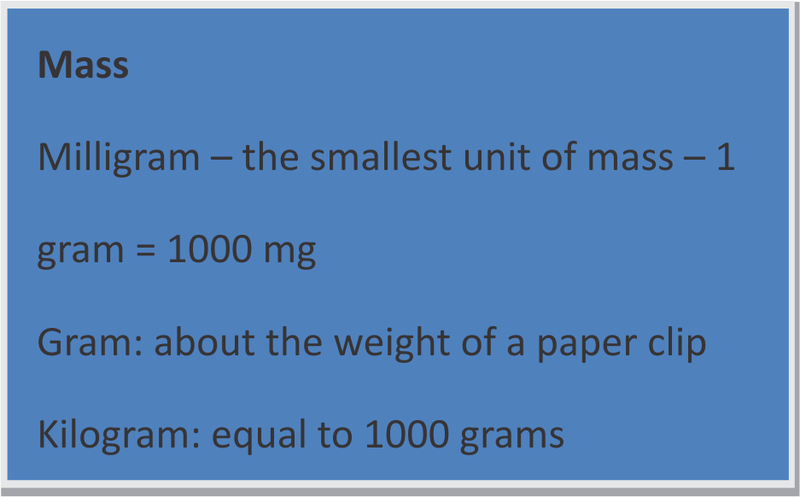 Mass
Milligram – the smallest unit of mass – 1
gram = 1000 mg
Gram: about the weight of a paper clip
Kilogram: equal to 1000 grams